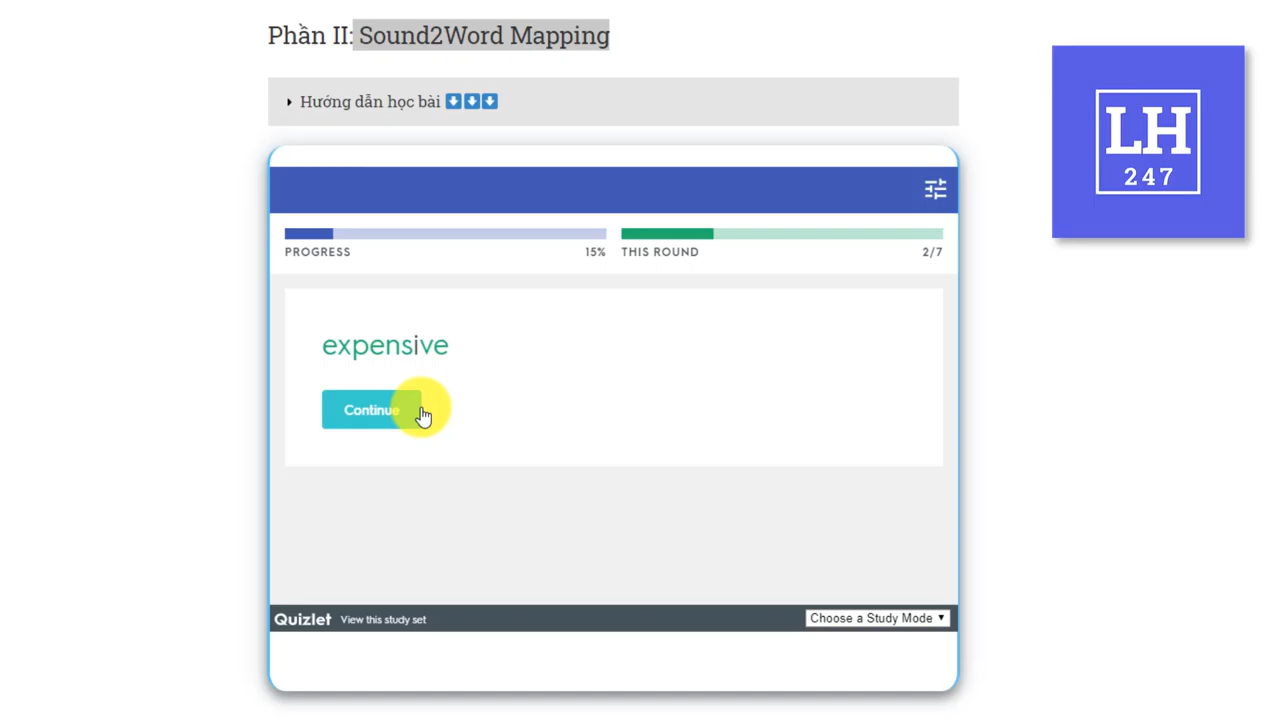 Phần II: Sound2Word Mapping
Hướng dẫn học bài
LH
247
PROGRESS 15% THIS ROUND 2/7
expensive
Continue
Quizlet View this study set Choose a Study Mode